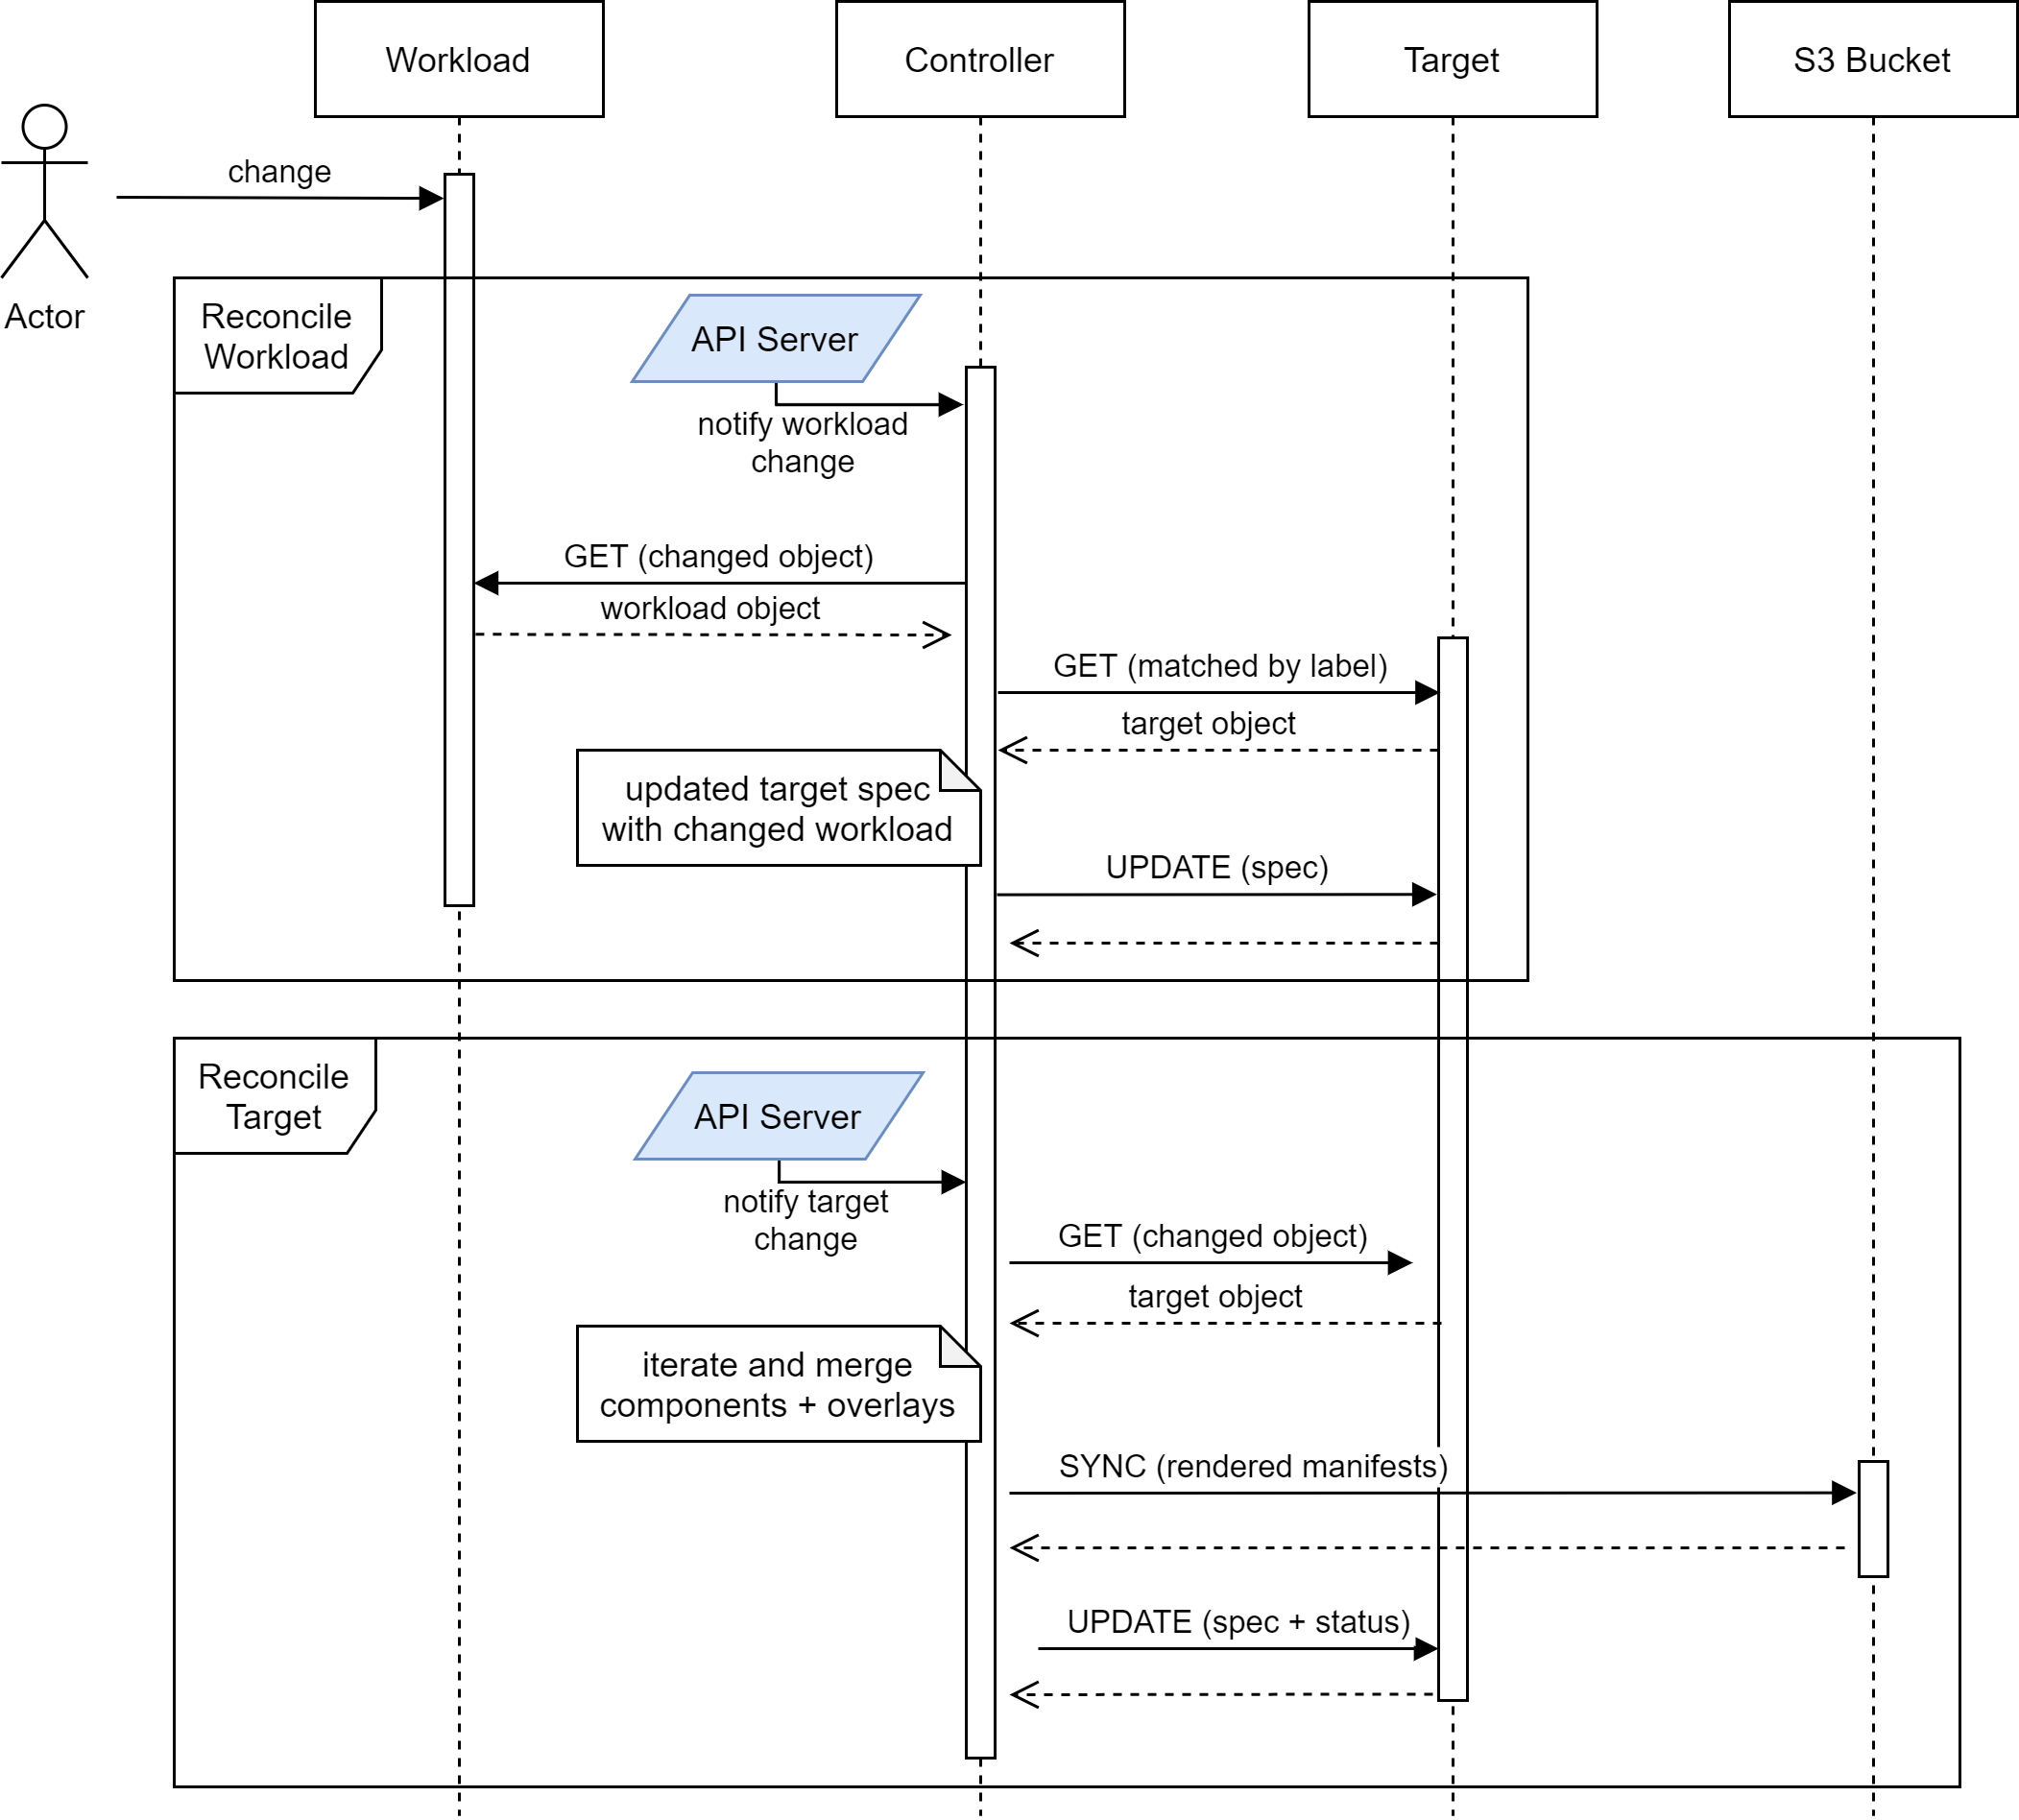 Workload
Controller
Target
S3 Bucket
change
Actor
Reconcile
Workload
API Server
notify workload
change
GET (changed object)
workload object
GET (matched by label)
target object
updated target spec
with changed workload
UPDATE (spec)
Reconcile
Target
API Server
notify target
change
GET (changed object)
target object
iterate and merge
components + overlays
SYNC (rendered manifests)
UPDATE (spec + status)